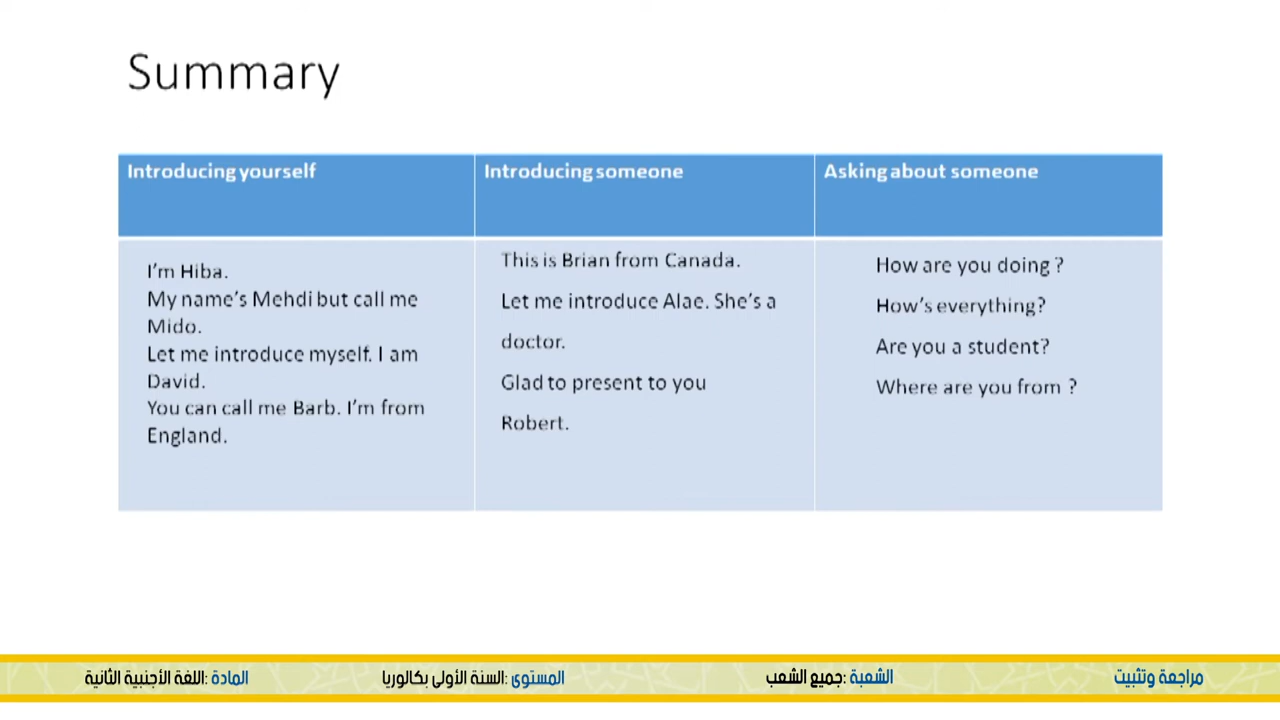 Summary
Introducing yourself
Introducing someone
Asking about someone
I'm Hiba.
My name's Mehdi but call me
Mido.
Let me introduce myself. I am
David.
You can call me Barb. I'm from
England.
This is Brian from Canada.
Let me introduce Alae. She's a
doctor.
Glad to present to you
Robert.
How are you doing ?
How's everything?
Are you a student?
Where are you from ?
مراجعة وتثبيت
الشعبة :جميع الشعب
المستوى :السنة الأولى بكالوريا
المادة :اللغة الأجنبية الثانية